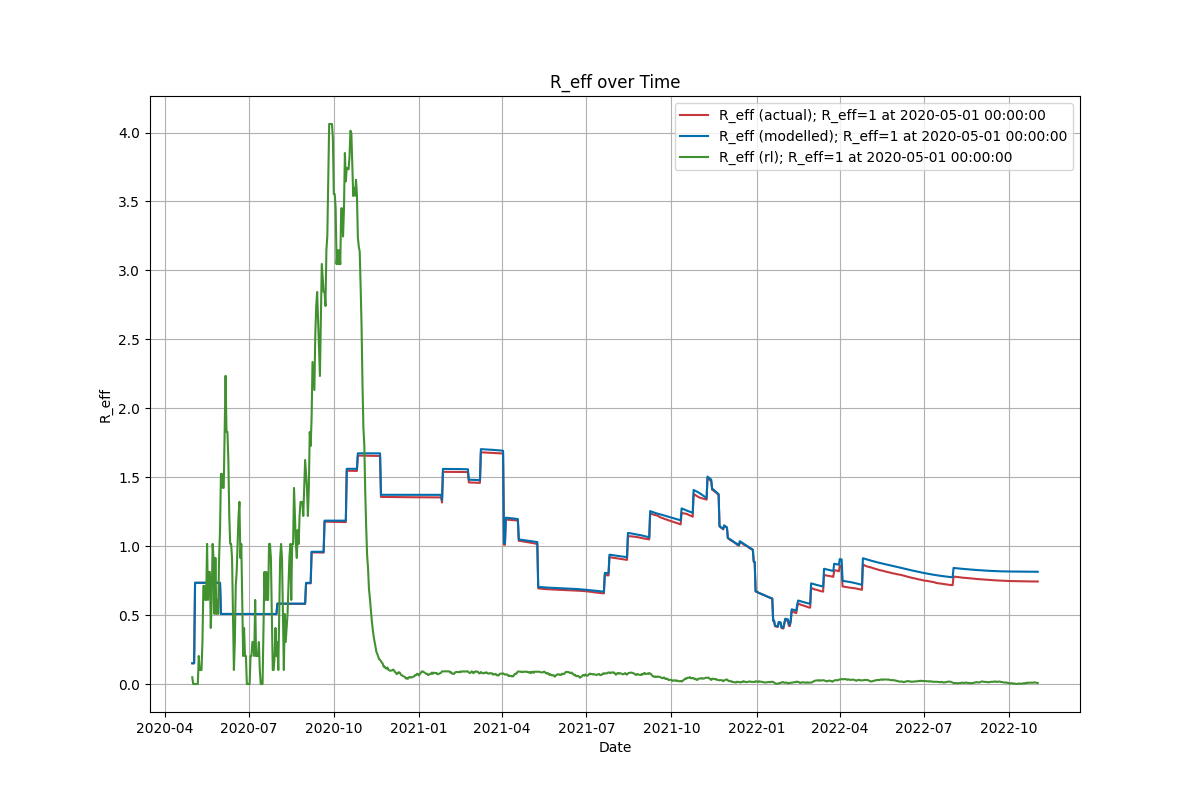 R_eff over Time
R_eff (actual); R_eff=1 at 2020-05-01 00:00:00
R_eff (modelled); R_eff=1 at 2020-05-01 00:00:00
R_eff (rl); R_eff=1 at 2020-05-01 00:00:00
R_eff
4.0
3.5
3.0
2.5
2.0
1.5
1.0
0.5
0.0
2020-04 2020-07 2020-10 2021-01 2021-04 2021-07 2021-10 2022-01 2022-04 2022-07 2022-10
Date